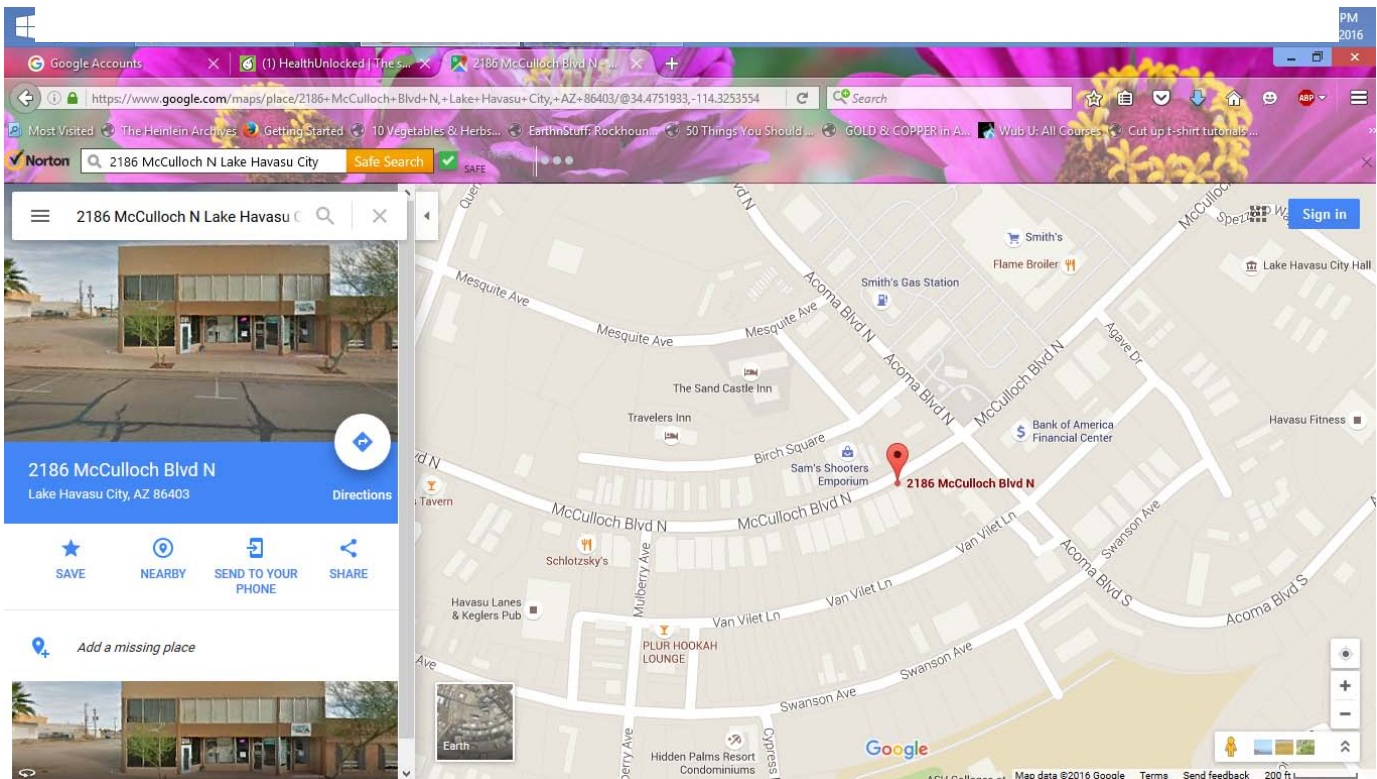 PM
2016
Google Accounts
(1) HealthUnlocked | The s...
2186 McCulloch Blvd N - ...
https://www.google.com/maps/place/2186+McCulloch+Blvd+N,+Lake+Havasu+City,+AZ+86403/@34.4751933,-114.3253554
Search
ABP
Most Visited
The Heinlein Archives
Getting Started
10 Vegetables & Herbs...
EarthnStuff: Rockhoun...
50 Things You Should ...
GOLD & COPPER in A...
Wub U: All Courses
Cut up t-shirt tutorials ...
Norton
2186 McCulloch N Lake Havasu City
Safe Search
SAFE
2186 McCulloch N Lake Havasu C
2186 McCulloch Blvd N
Lake Havasu City, AZ 86403
Directions
SAVE
NEARBY
SEND TO YOUR
PHONE
SHARE
Add a missing place
Sign in
McCulloch
Smith's
Flame Broiler
Lake Havasu City Hall
Smith's Gas Station
Acoma Blvd N
Mesquite Ave
Mesquite Ave
Mesquite Ave
Agave Dr
The Sand Castle Inn
Acoma Blvd N
McCulloch Blvd N
Travelers Inn
Bank of America
Financial Center
Havasu Fitness
Birch Square
Sam's Shooters
Emporium
2186 McCulloch Blvd N
Tavern
McCulloch Blvd N
McCulloch Blvd N
Schlotzsky's
Mulberry Ave
Van Vilet Ln
Swanson Ave
Acoma Blvd S
Acoma Blvd S
Havasu Lanes
& Keglers Pub
Van Vilet Ln
Van Vilet Ln
PLUR HOOKAH
LOUNGE
Ave
Swanson Ave
Swanson Ave
Earth
Hidden Palms Resort
Condominiums
Google
Map data ©2016 Google
Terms
Send feedback
200 ft